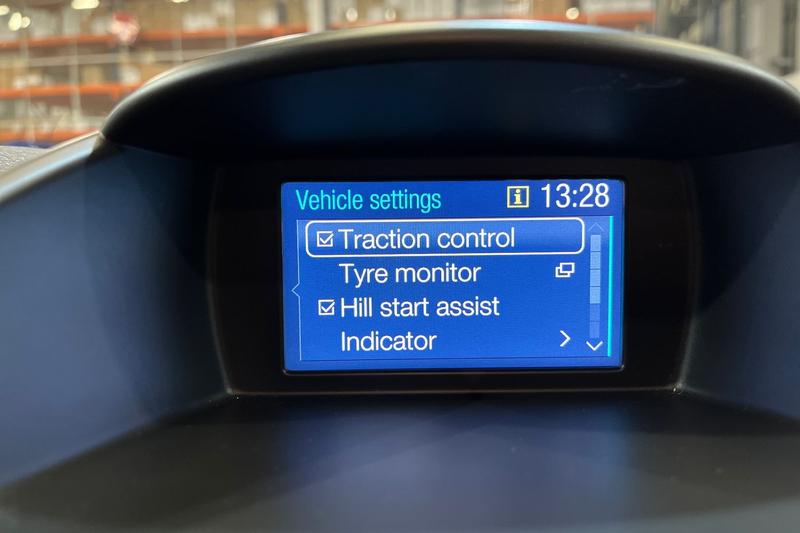 Vehicle settings i 13:28
Traction control
Tyre monitor
Hill start assist
Indicator